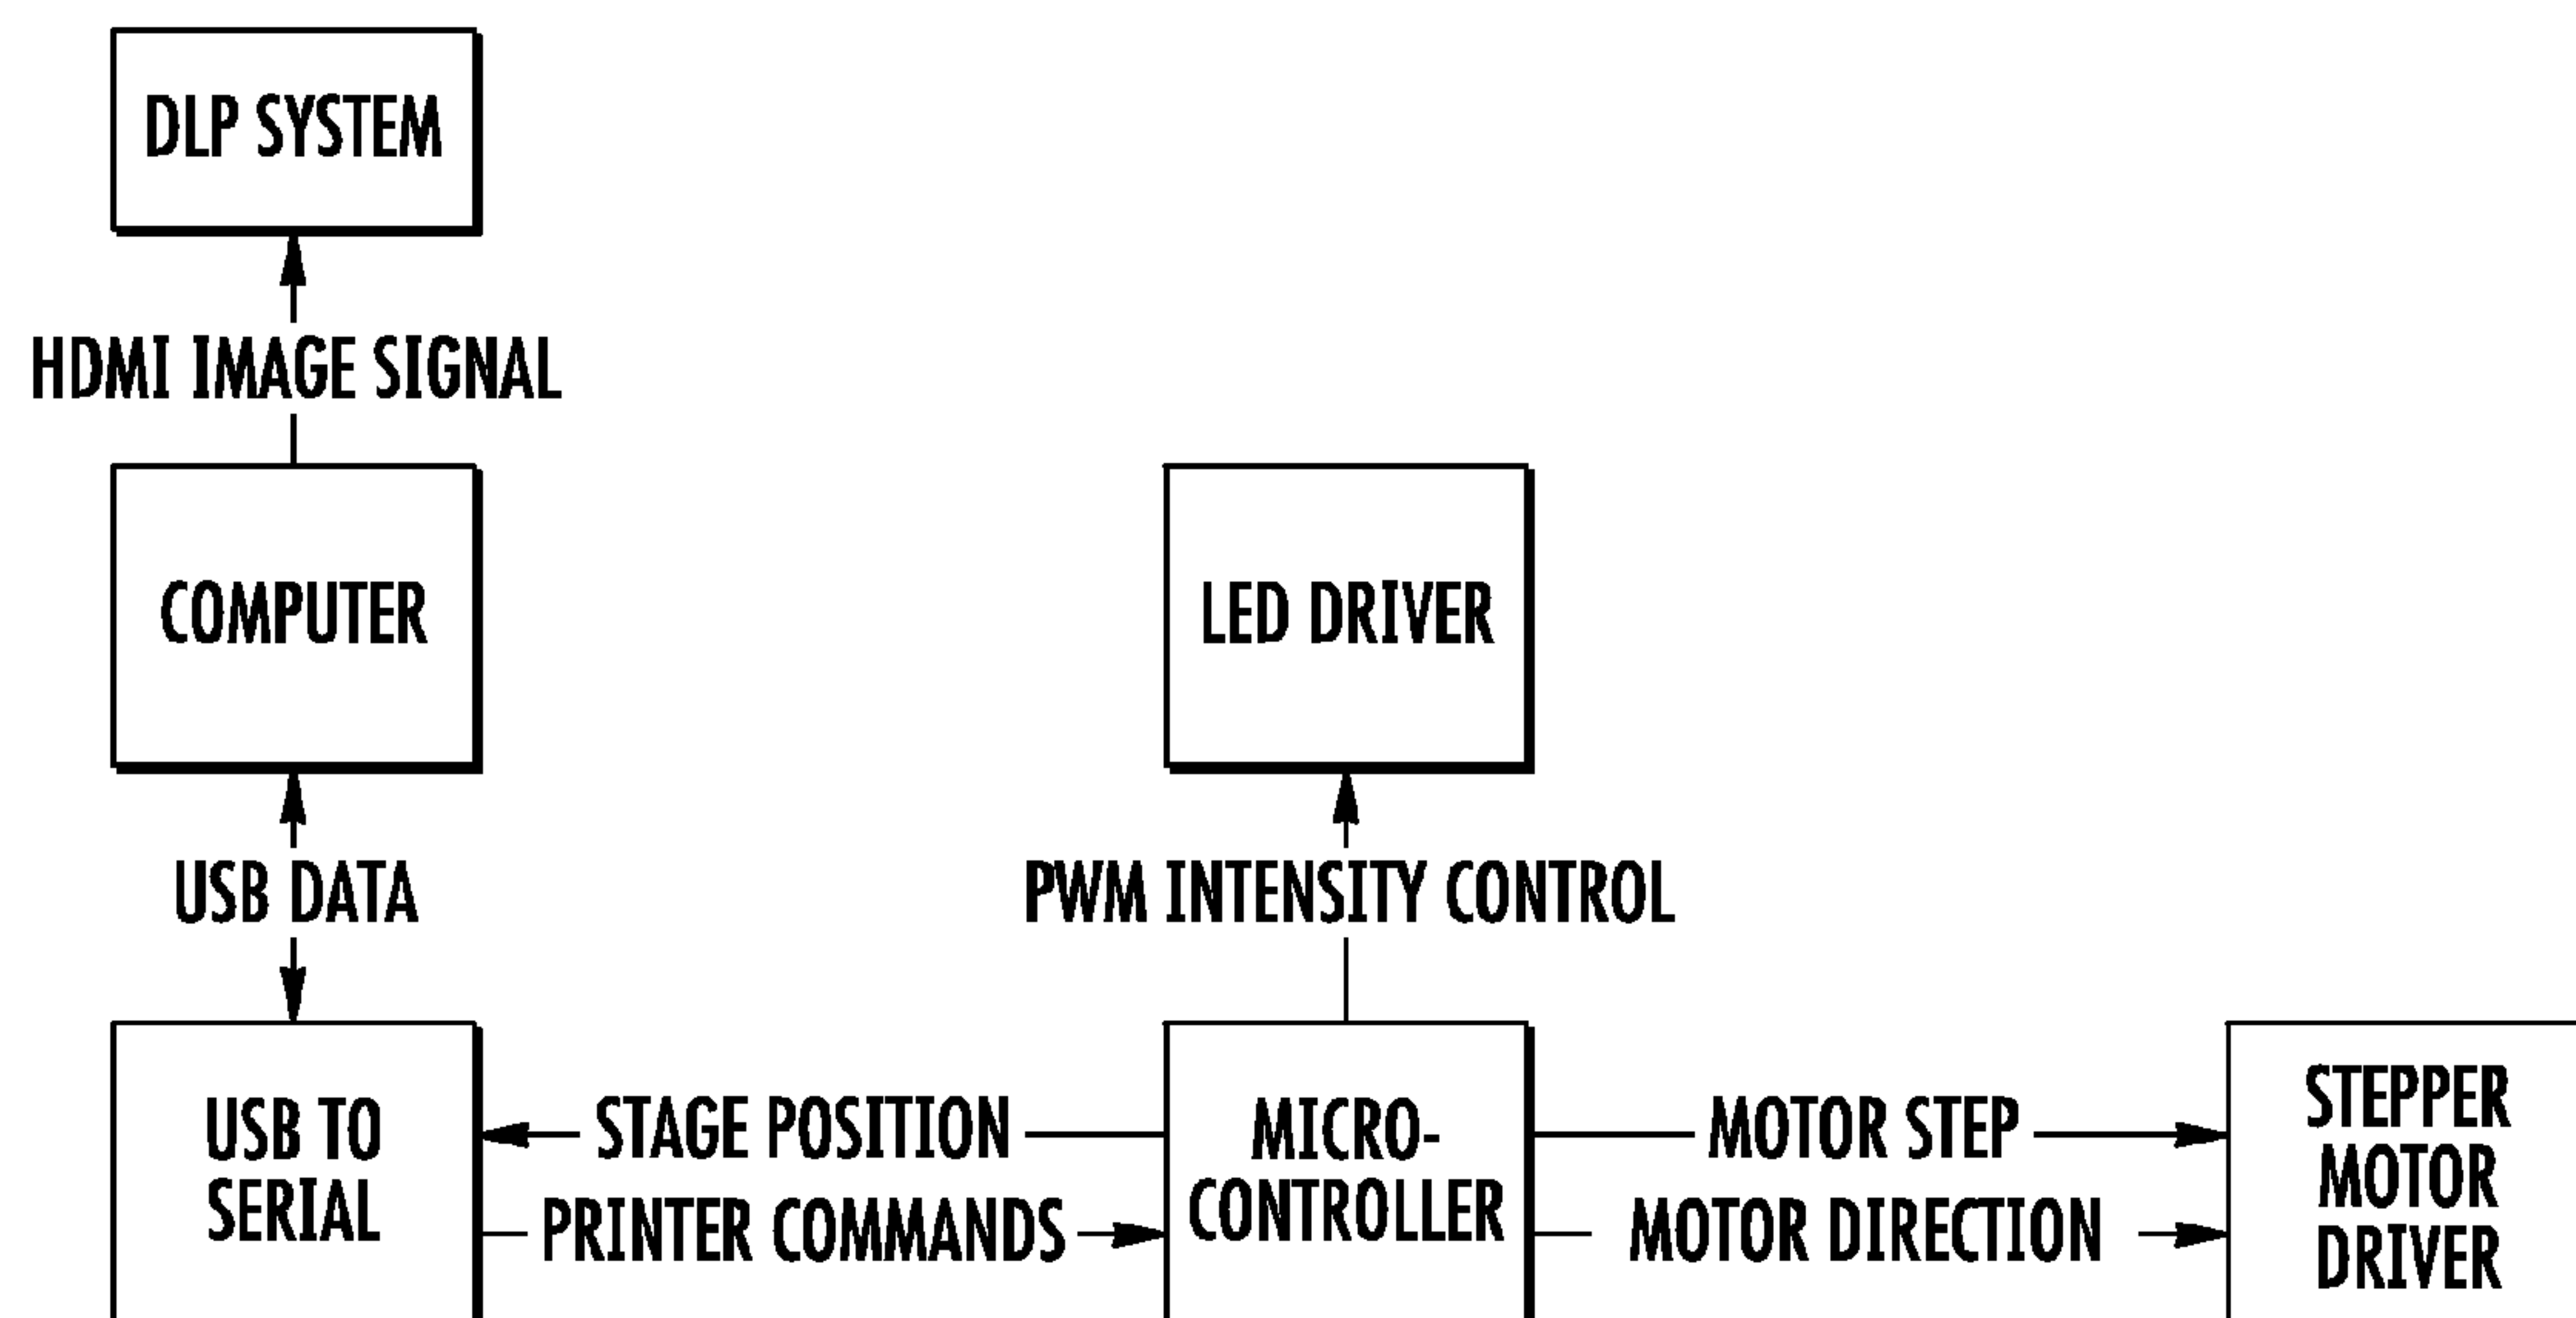 DLP SYSTEM
HDMI IMAGE SIGNAL
COMPUTER
LED DRIVER
USB DATA
PWM INTENSITY CONTROL
USB TO
SERIAL
STAGE POSITION
PRINTER COMMANDS
MICRO-
CONTROLLER
MOTOR STEP
MOTOR DIRECTION
STEPPER
MOTOR
DRIVER